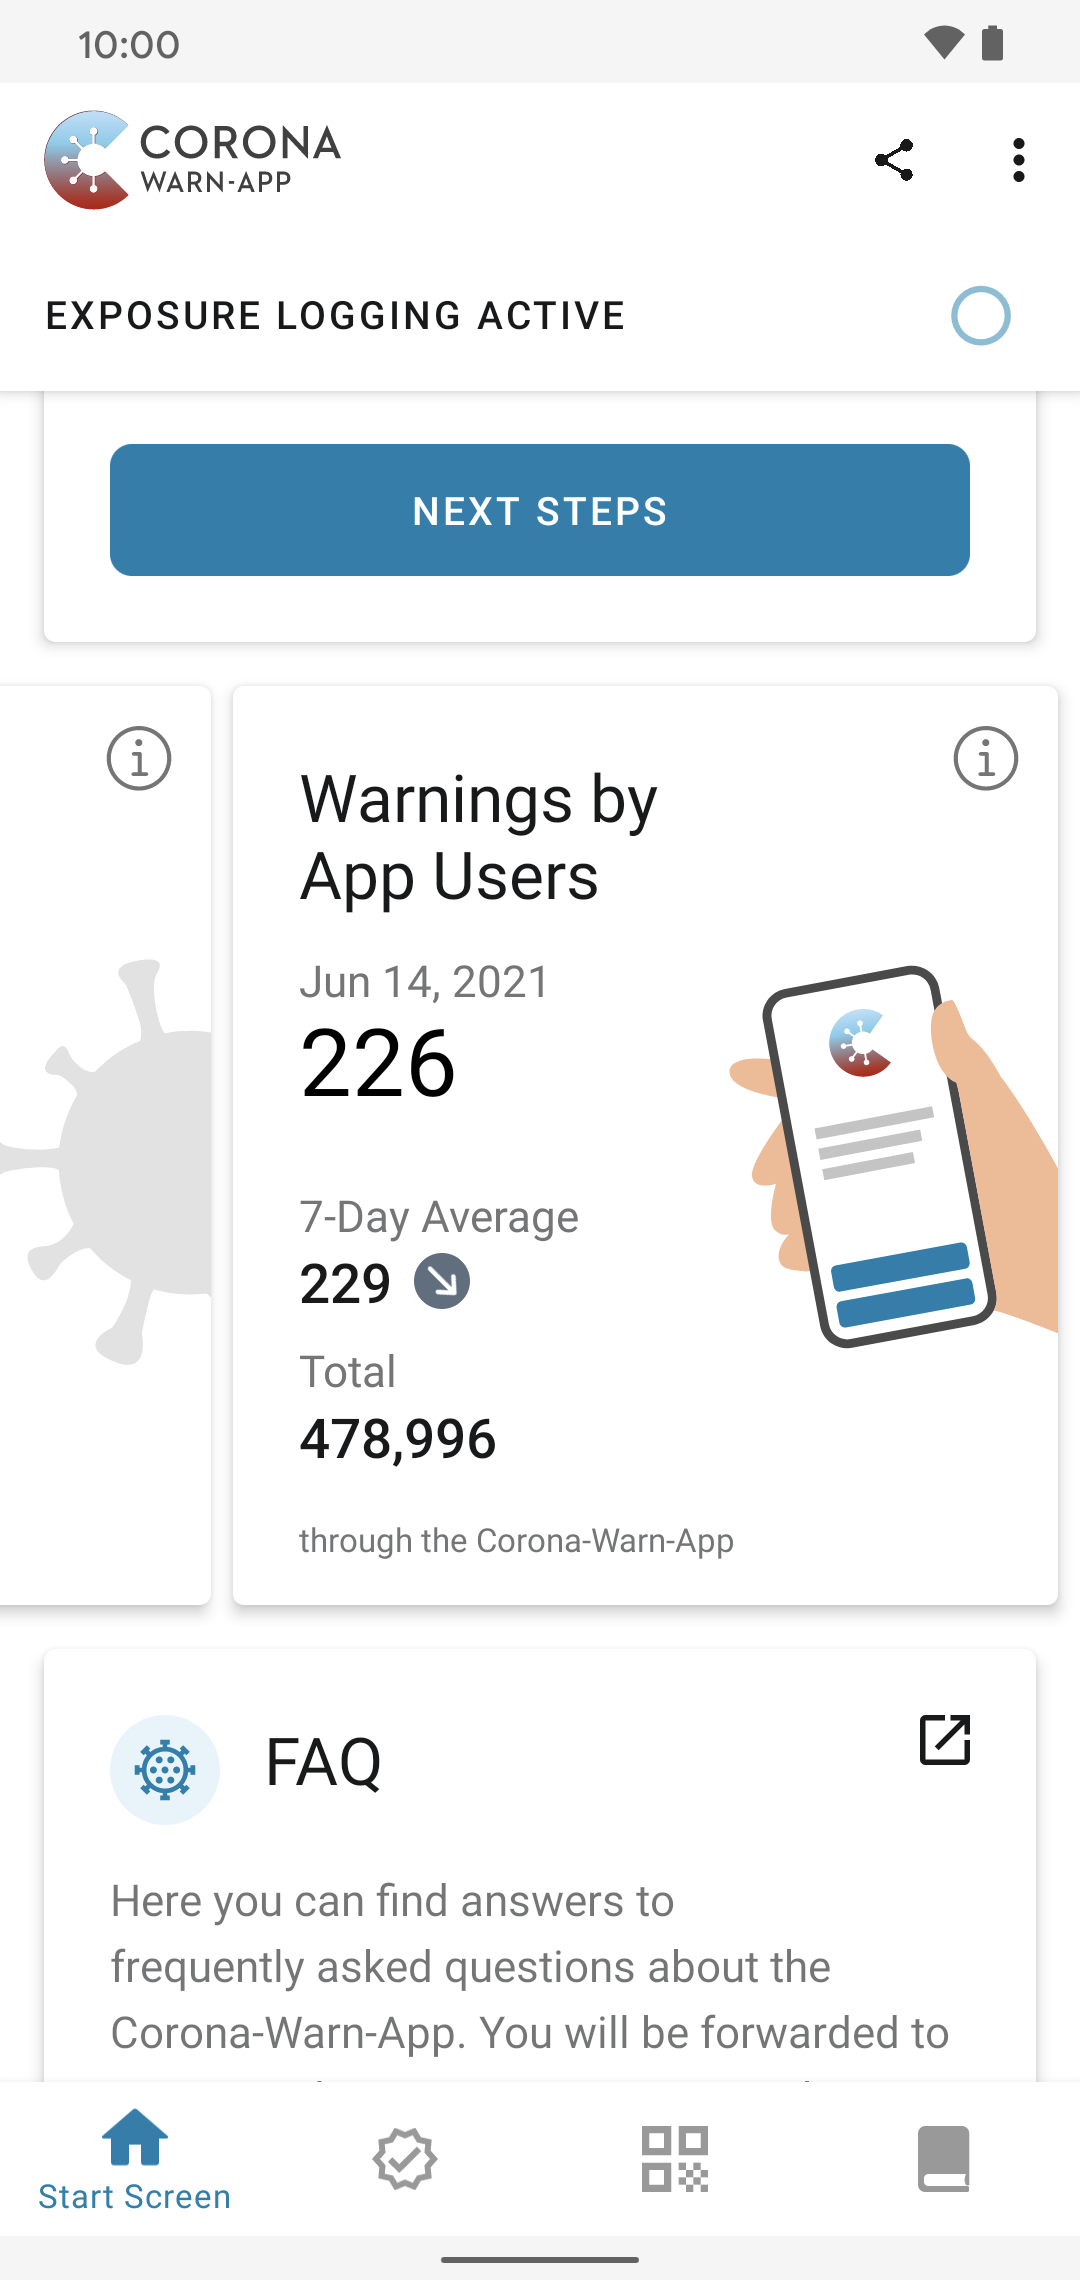 10:00
CORONA
WARN-APP
EXPOSURE LOGGING ACTIVE
NEXT STEPS
Warnings by
App Users
Jun 14, 2021
226
7-Day Average
229
Total
478,996
through the Corona-Warn-App
FAQ
Here you can find answers to
frequently asked questions about the
Corona-Warn-App. You will be forwarded to
Start Screen